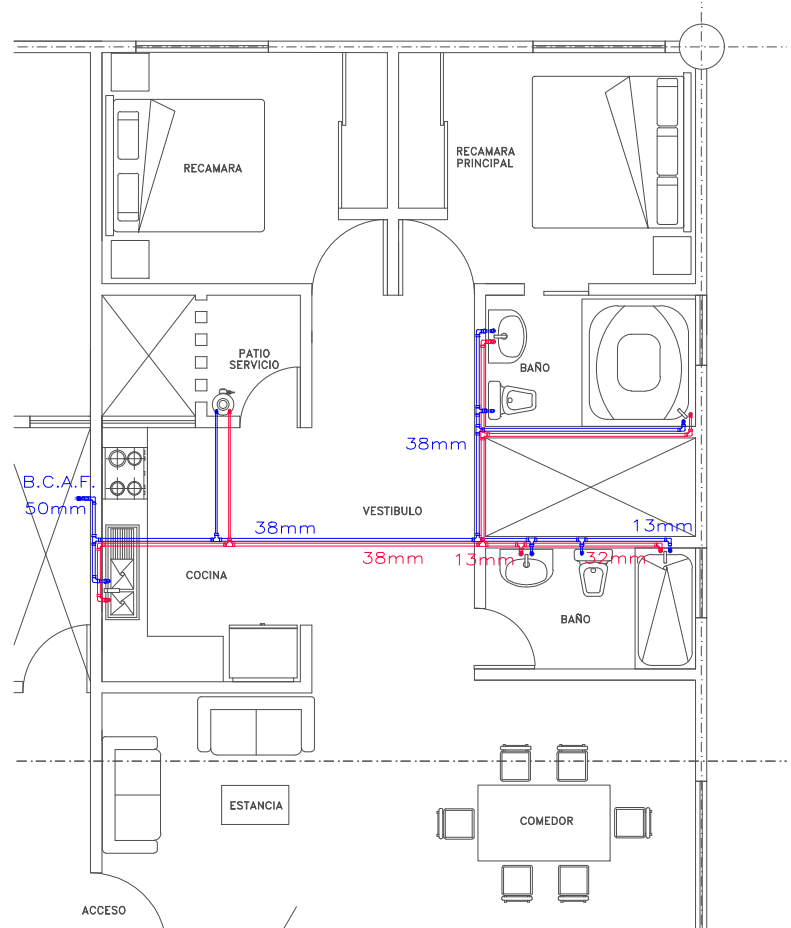 RECAMARA
RECAMARA
PRINCIPAL
PATIO
SERVICIO
BAÑO
38mm
B.C.A.F.
50mm
VESTIBULO
38mm
13mm
38mm
13mm
32mm
COCINA
BAÑO
ESTANCIA
COMEDOR
ACCESO